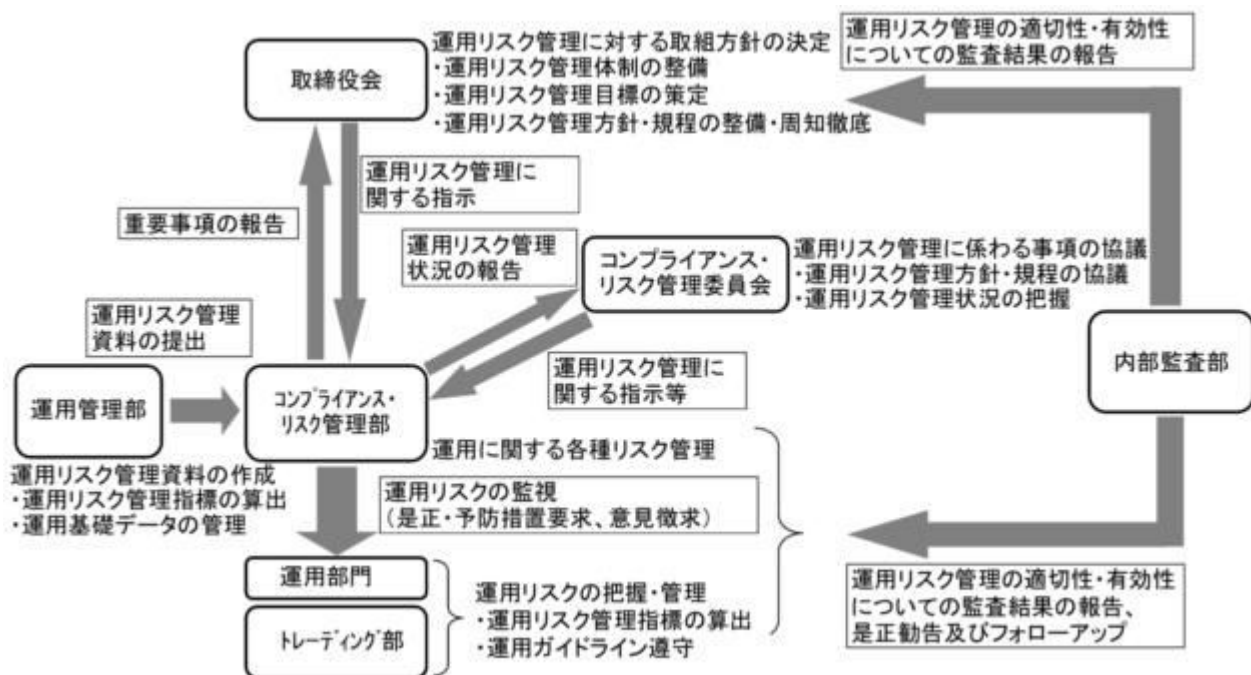 運用リスク管理に対する取組方針の決定
・運用リスク管理体制の整備
・運用リスク管理目標の策定
・運用リスク管理方針・規程の整備・周知徹底
取締役会
運用リスク管理の適切性・有効性
についての監査結果の報告
運用リスク管理に
関する指示
重要事項の報告
運用リスク管理
状況の報告
コンプライアンス・
リスク管理委員会
運用リスク管理に係わる事項の協議
・運用リスク管理方針・規程の協議
・運用リスク管理状況の把握
運用リスク管理
資料の提出
運用リスク管理に
関する指示等
内部監査部
運用管理部
コンプライアンス・
リスク管理部
運用に関する各種リスク管理
運用リスク管理資料の作成
・運用リスク管理指標の算出
・運用基礎データの管理
運用リスクの監視
(是正・予防措置要求、意見徴求)
運用部門
トレーディング部
運用リスクの把握・管理
・運用リスク管理指標の算出
・運用ガイドライン遵守
運用リスク管理の適切性・有効性
についての監査結果の報告、
是正勧告及びフォローアップ